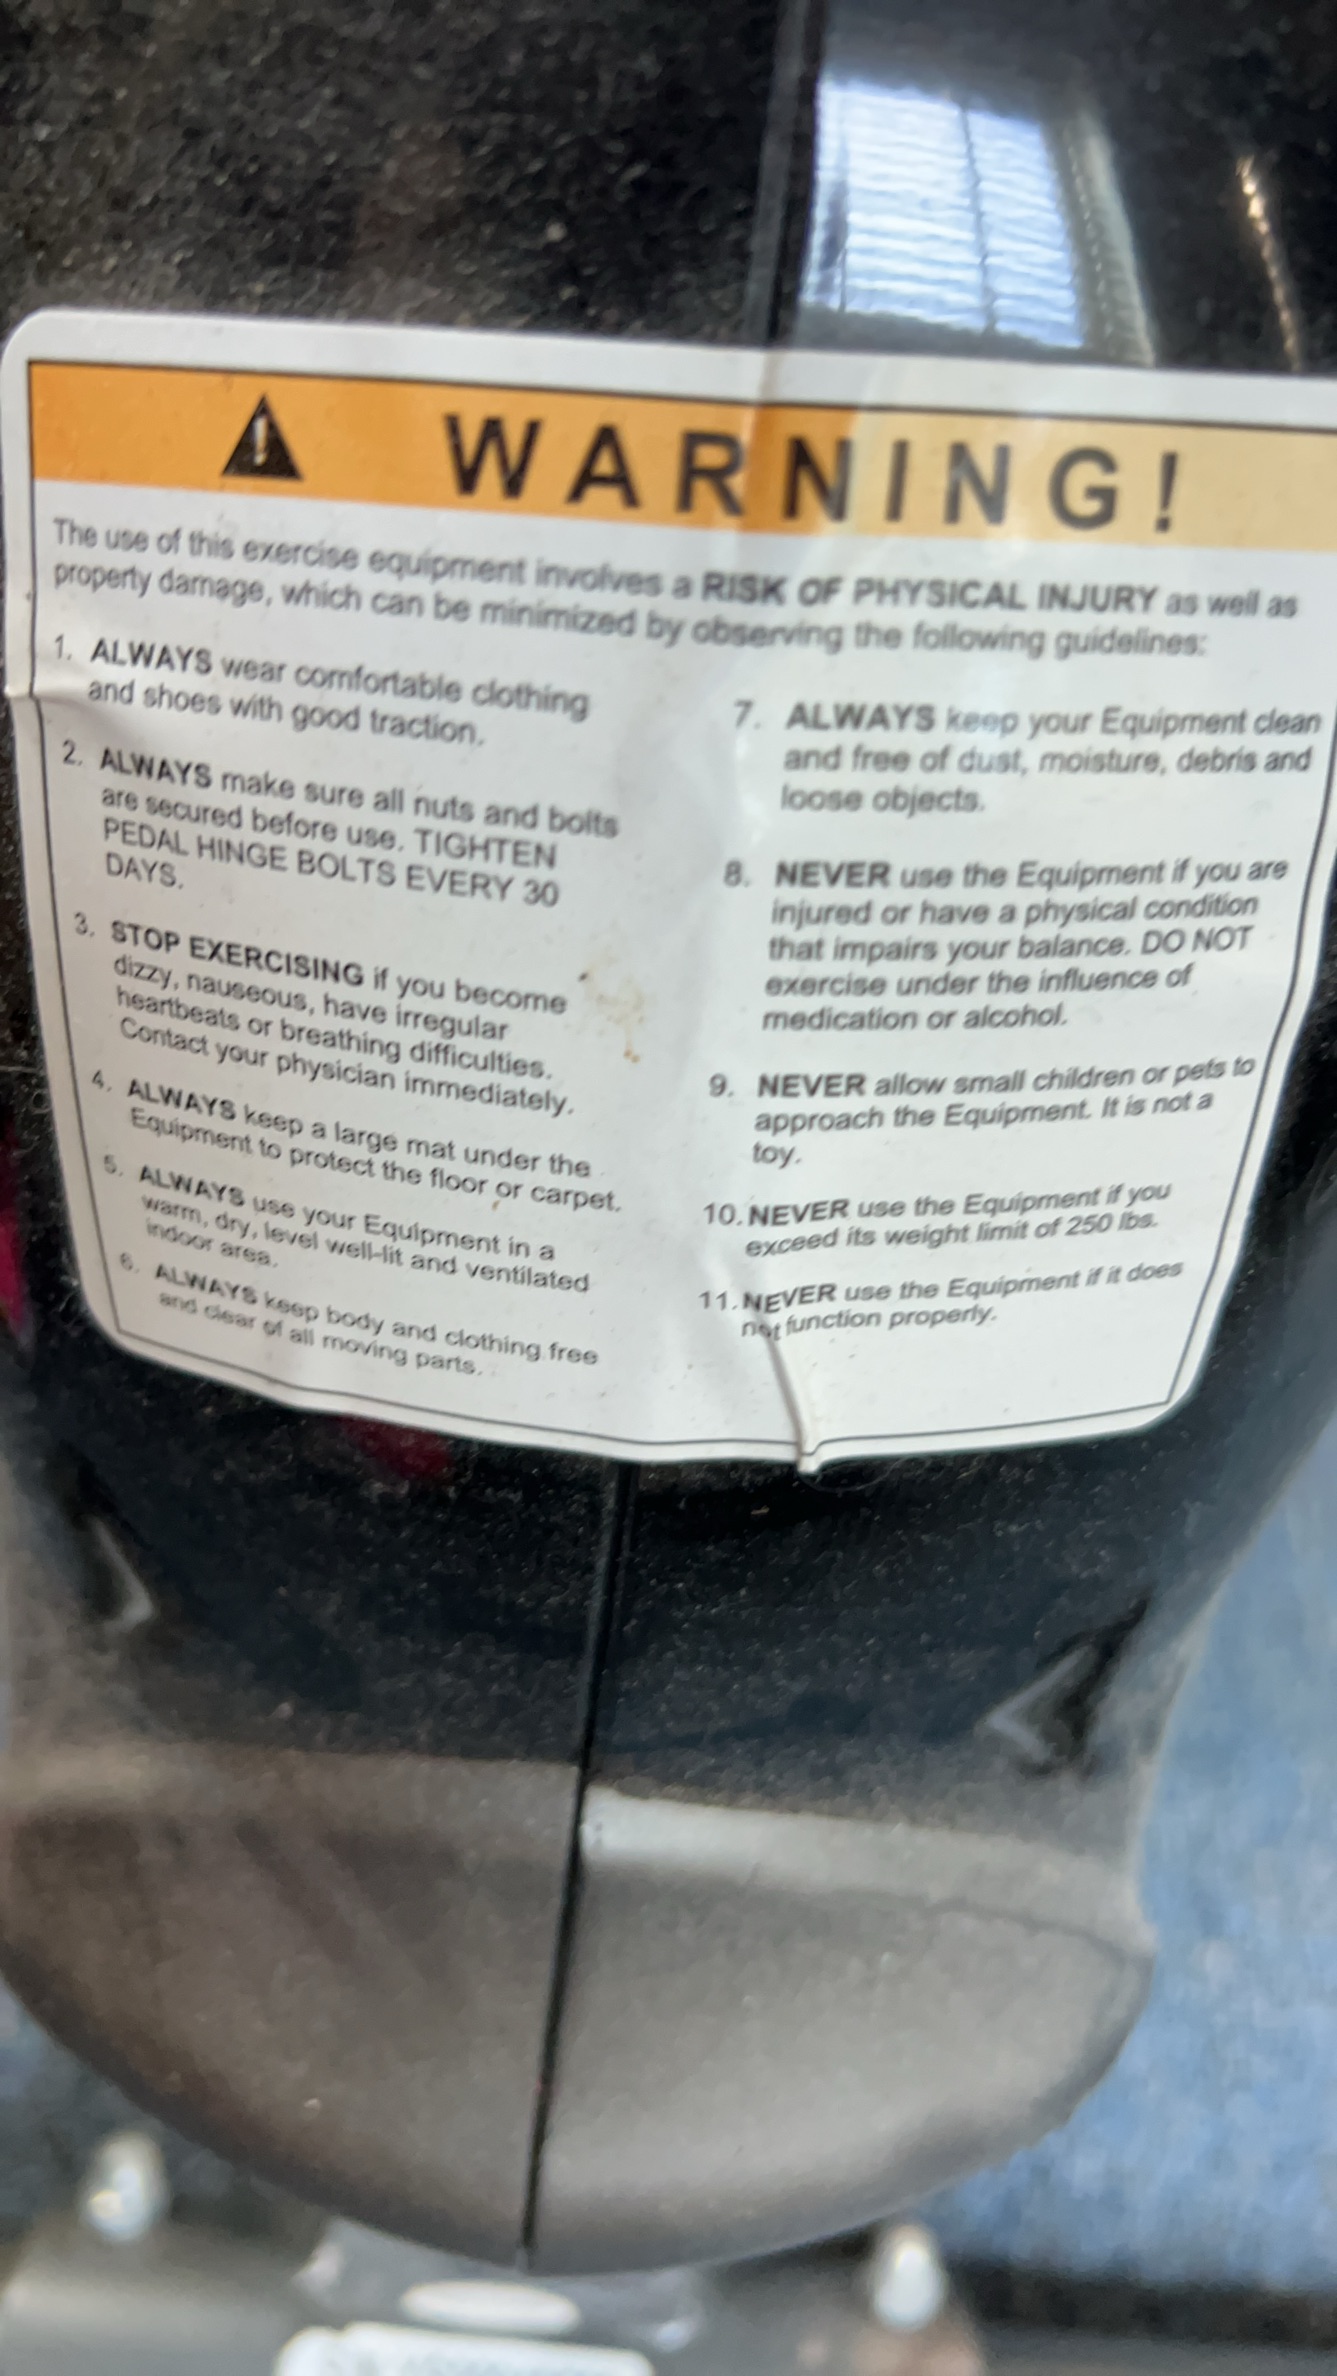 WARNING!
The use of this exercise equipment involves a RISK OF PHYSICAL INJURY as well as
property damage, which can be minimized by observing the following guidelines:
1. ALWAYS wear comfortable clothing
and shoes with good traction.
2. ALWAYS make sure all nuts and bolts
are secured before use. TIGHTEN
PEDAL HINGE BOLTS EVERY 30
DAYS.
3. STOP EXERCISING if you become
dizzy, nauseous, have irregular
heartbeats or breathing difficulties.
Contact your physician immediately.
4. ALWAYS keep a large mat under the
Equipment to protect the floor or carpet.
5. ALWAYS use your Equipment in a
warm, dry, level well-lit and ventilated
indoor area.
6. ALWAYS keep body and clothing free
and clear of all moving parts.
7. ALWAYS keep your Equipment clean
and free of dust, moisture, debris and
loose objects.
8. NEVER use the Equipment if you are
injured or have a physical condition
that impairs your balance. DO NOT
exercise under the influence of
medication or alcohol.
9. NEVER allow small children or pets to
approach the Equipment. It is not a
toy.
10. NEVER use the Equipment if you
exceed its weight limit of 250 lbs.
11. NEVER use the Equipment if it does
not function properly.